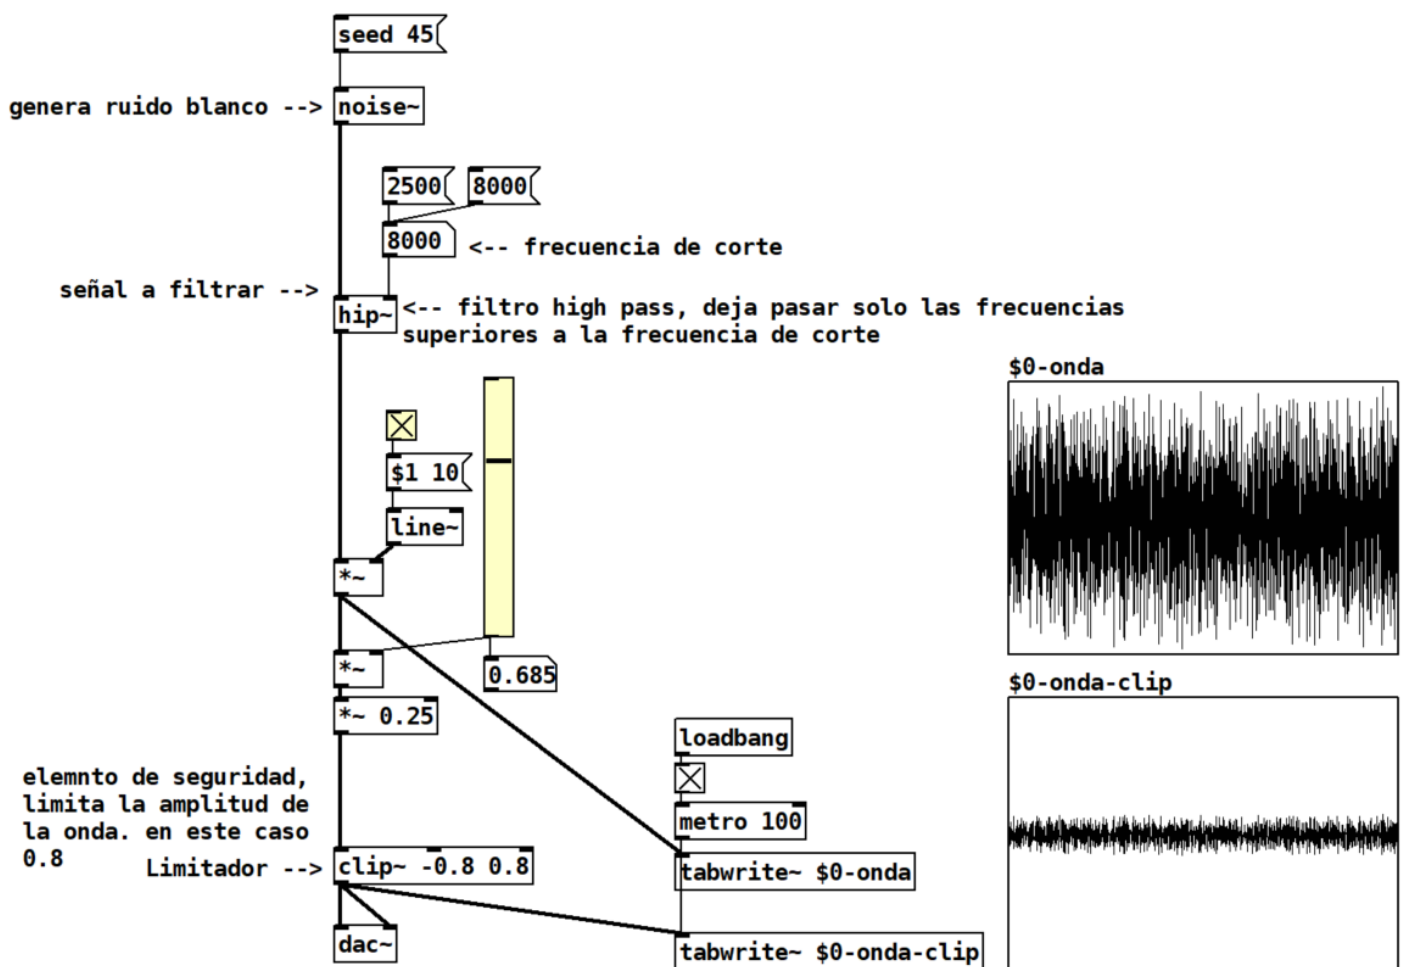 seed 45
genera ruido blanco -->
noise~
2500
8000
8000
<-- frecuencia de corte
señal a filtrar -->
hip~
<-- filtro high pass, deja pasar solo las frecuencias
superiores a la frecuencia de corte
$0-onda
$1 10
line~
*~
*~
0.685
$0-onda-clip
*~ 0.25
loadbang
metro 100
elemnto de seguridad,
limita la amplitud de
la onda. en este caso
0.8
Limitador -->
clip~ -0.8 0.8
tabwrite~ $0-onda
dac~
tabwrite~ $0-onda-clip